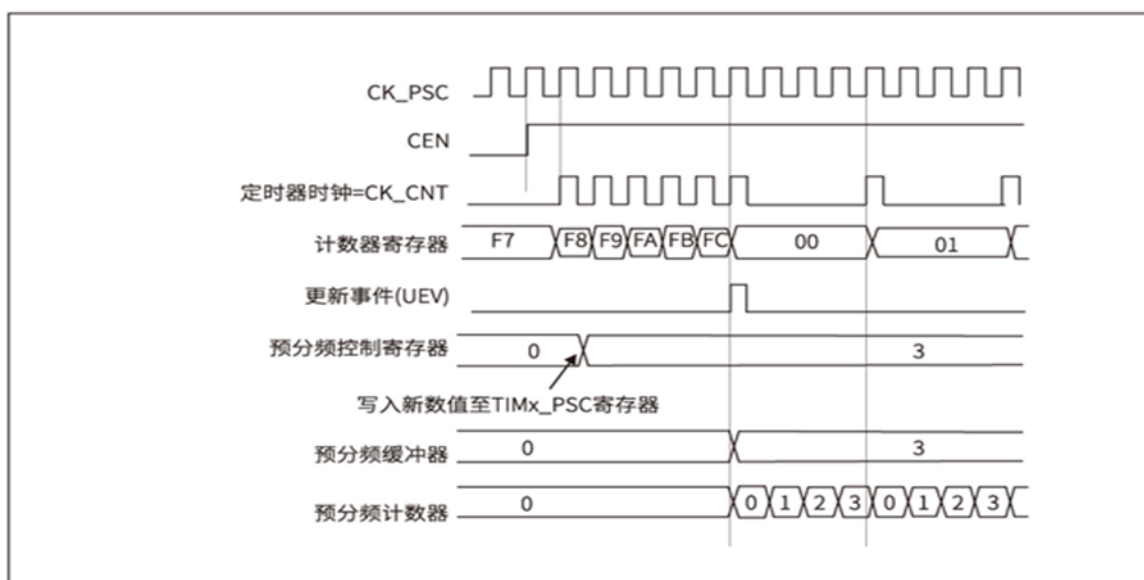 CK_PSC
CEN
定时器时钟=CK_CNT
计数器寄存器 F7 F8 F9 FA FB FC 00 01
更新事件(UEV)
预分频控制寄存器 0 3
写入新数值至TIMx_PSC寄存器
预分频缓冲器 0 3
预分频计数器 0 0 1 2 3 0 1 2 3